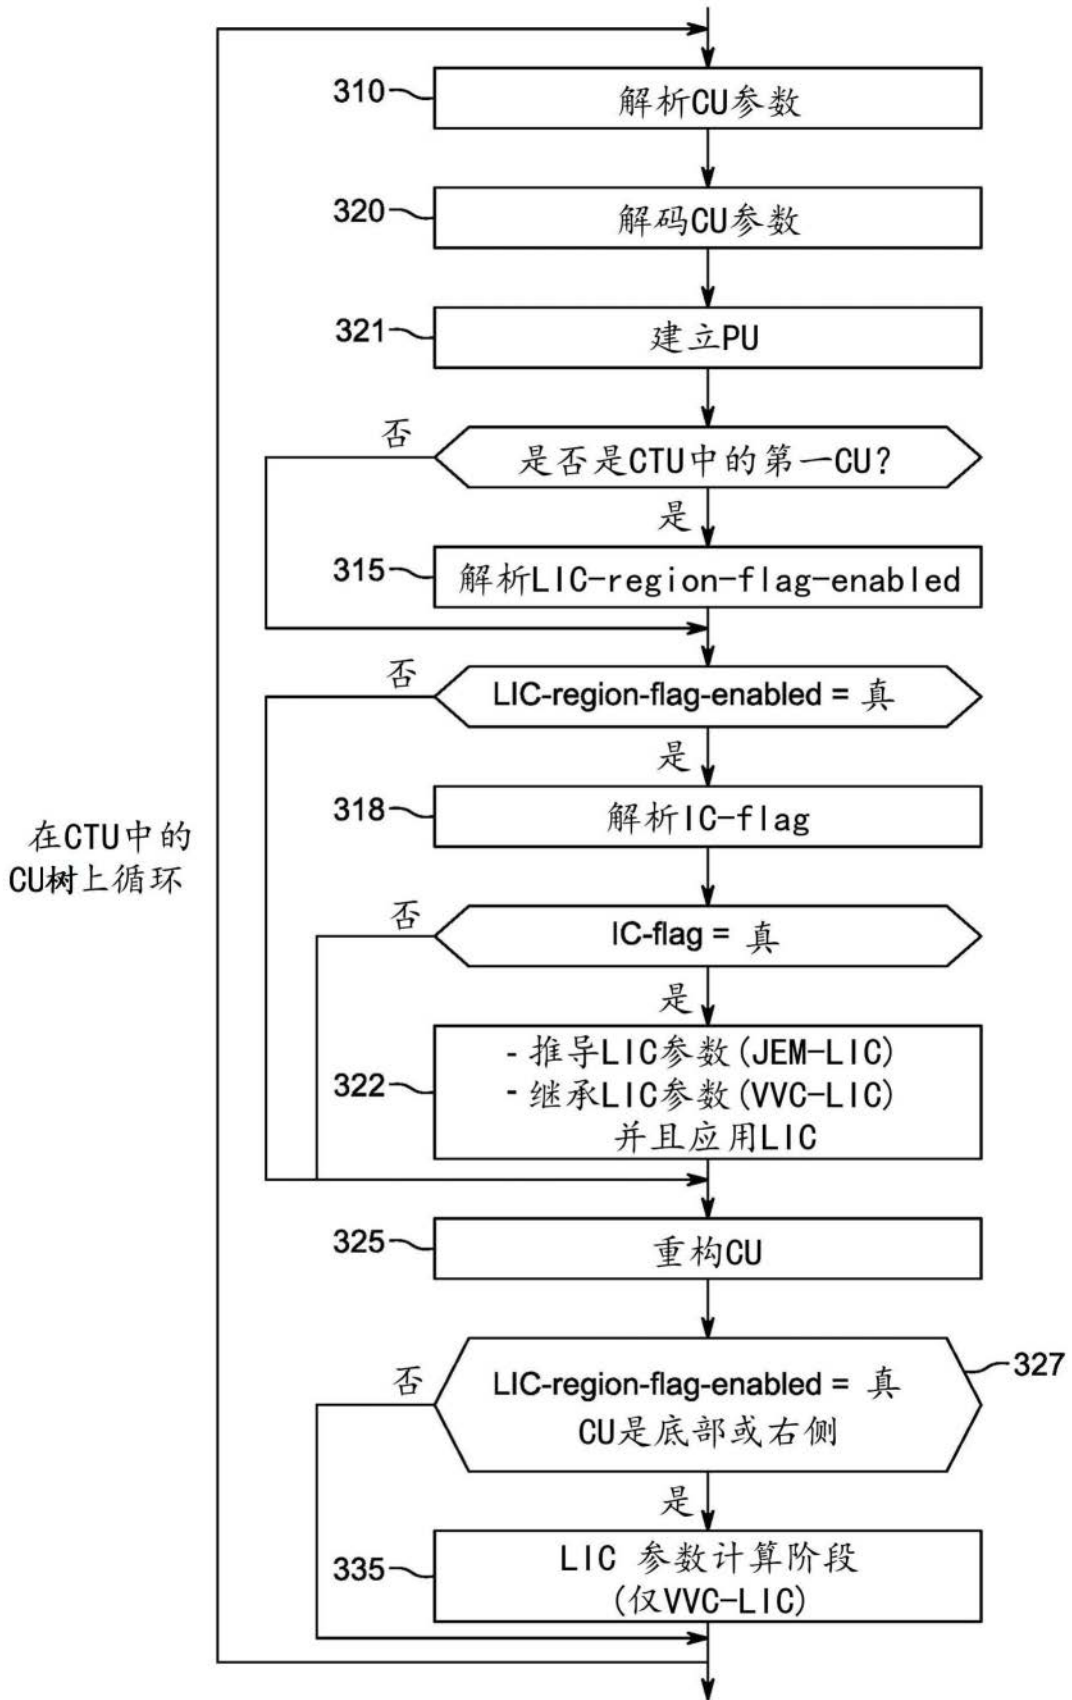 310
解析CU参数
320
解码CU参数
321
建立PU
否
是否是CTU中的第一CU?
是
315
解析LIC-region-flag-enabled
否
LIC-region-flag-enabled = 真
是
318
解析IC-flag
在CTU中的
CU树上循环
否
IC-flag = 真
是
322
- 推导LIC参数(JEM-LIC)
- 继承LIC参数(VVC-LIC)
并且应用LIC
325
重构CU
327
否
LIC-region-flag-enabled = 真
CU是底部或右侧
是
335
LIC 参数计算阶段
(仅VVC-LIC)